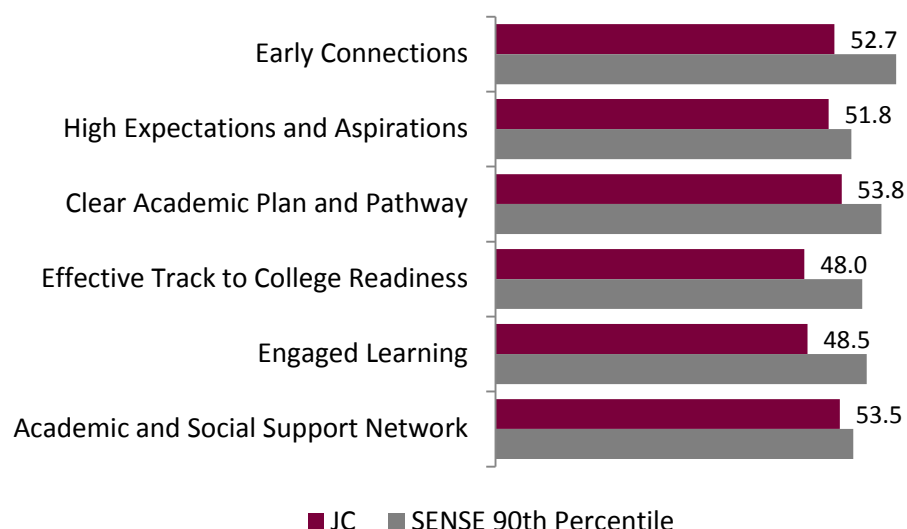 Early Connections 52.7
High Expectations and Aspirations 51.8
Clear Academic Plan and Pathway 53.8
Effective Track to College Readiness 48.0
Engaged Learning 48.5
Academic and Social Support Network 53.5
JC SENSE 90th Percentile